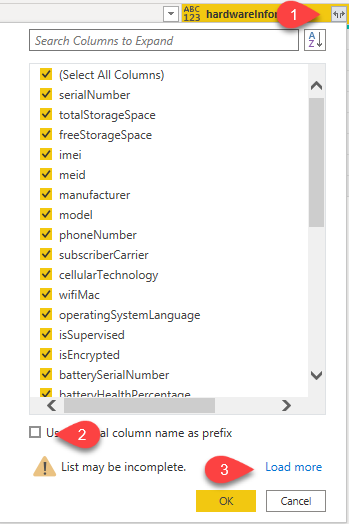 ABC
123 hardwareInfor 1
Search Columns to Expand
A
Z
(Select All Columns)
serialNumber
totalStorageSpace
freeStorageSpace
imei
meid
manufacturer
model
phoneNumber
subscriberCarrier
cellularTechnology
wifiMac
operatingSystemLanguage
isSupervised
isEncrypted
batterySerialNumber
batteryHealthPercentage
2 al column name as prefix
List may be incomplete. 3 Load more
OK Cancel